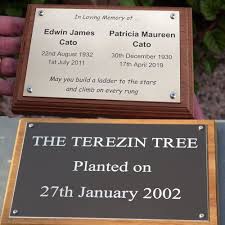 In Loving Memory of ...
Edwin James Patricia Maureen
Cato Cato
22nd August 1932 30th December 1930
1st July 2011 17th April 2019
May you build a ladder to the stars
and climb on every rung
THE TEREZIN TREE
Planted on
27th January 2002